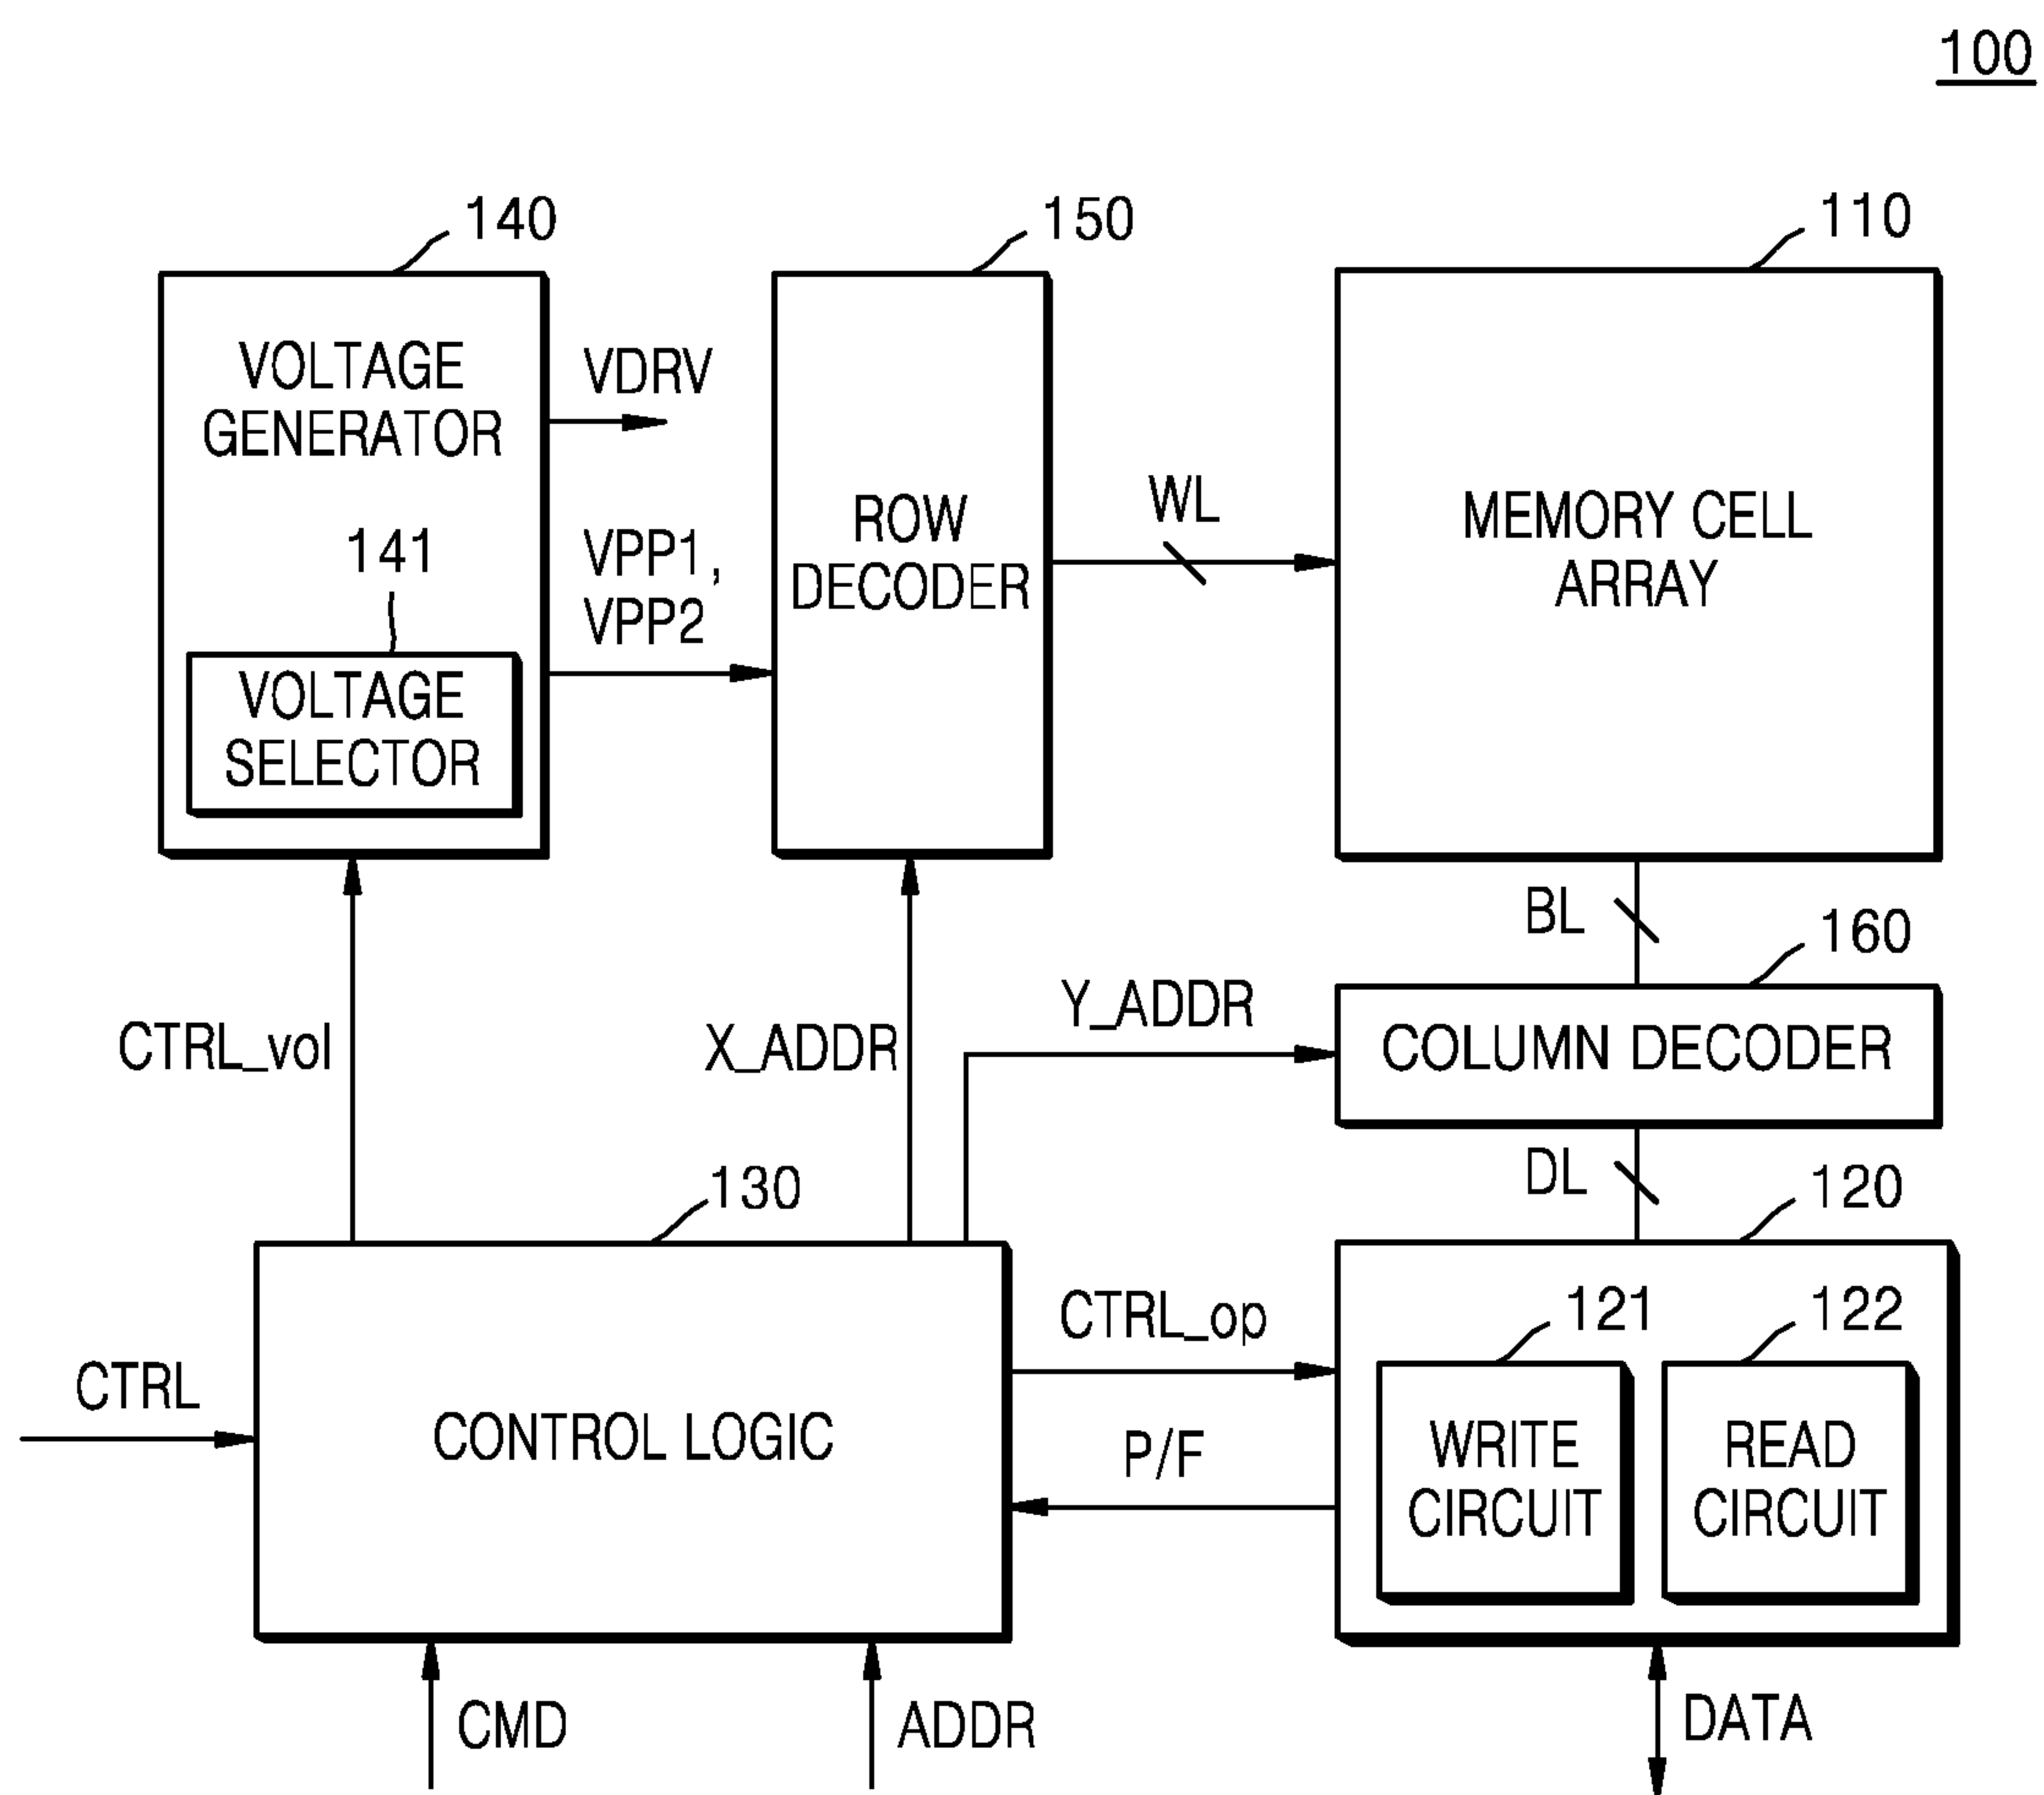 100
140
150
110
VOLTAGE
GENERATOR
VDRV
141
VPP1,
VPP2
VOLTAGE
SELECTOR
ROW
DECODER
WL
MEMORY CELL
ARRAY
BL
160
CTRL_vol
X_ADDR
Y_ADDR
COLUMN DECODER
DL
130
120
CTRL
CONTROL LOGIC
CTRL_op
P/F
121
122
WRITE
CIRCUIT
READ
CIRCUIT
CMD
ADDR
DATA